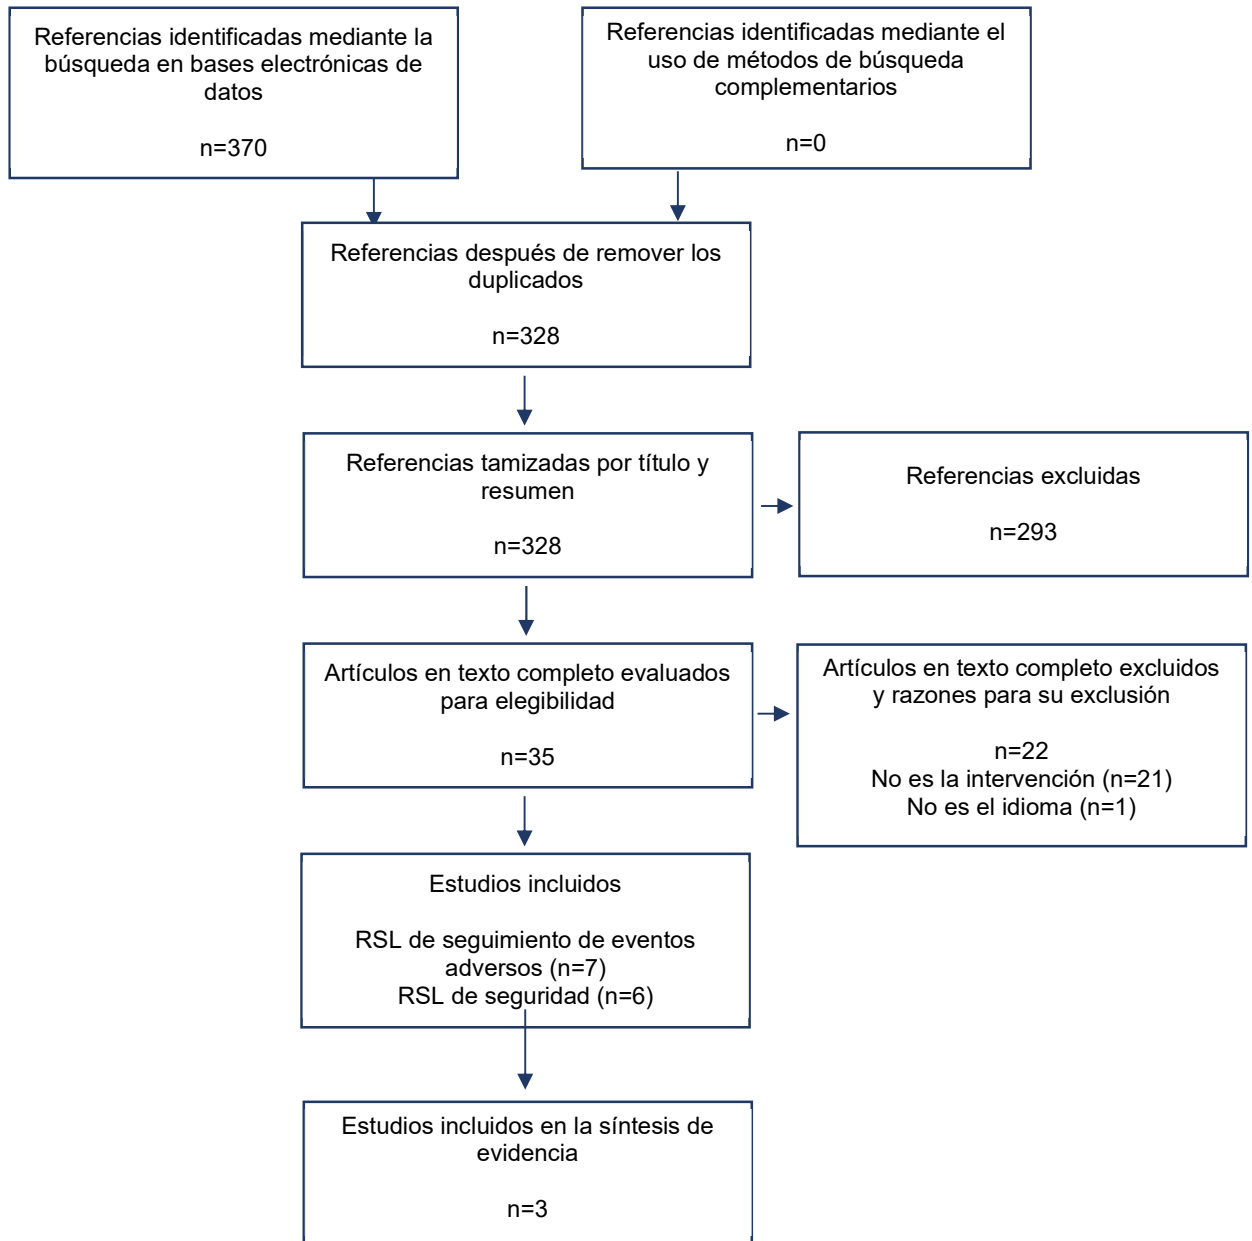 Referencias identificadas mediante la
búsqueda en bases electrónicas de
datos
n=370
Referencias identificadas mediante el
uso de métodos de búsqueda
complementarios
n=0
Referencias después de remover los
duplicados
n=328
Referencias tamizadas por título y
resumen
n=328
Referencias excluidas
n=293
Artículos en texto completo evaluados
para elegibilidad
n=35
Artículos en texto completo excluidos
y razones para su exclusión
n=22
No es la intervención (n=21)
No es el idioma (n=1)
Estudios incluidos
RSL de seguimiento de eventos
adversos (n=7)
RSL de seguridad (n=6)
Estudios incluidos en la síntesis de
evidencia
n=3